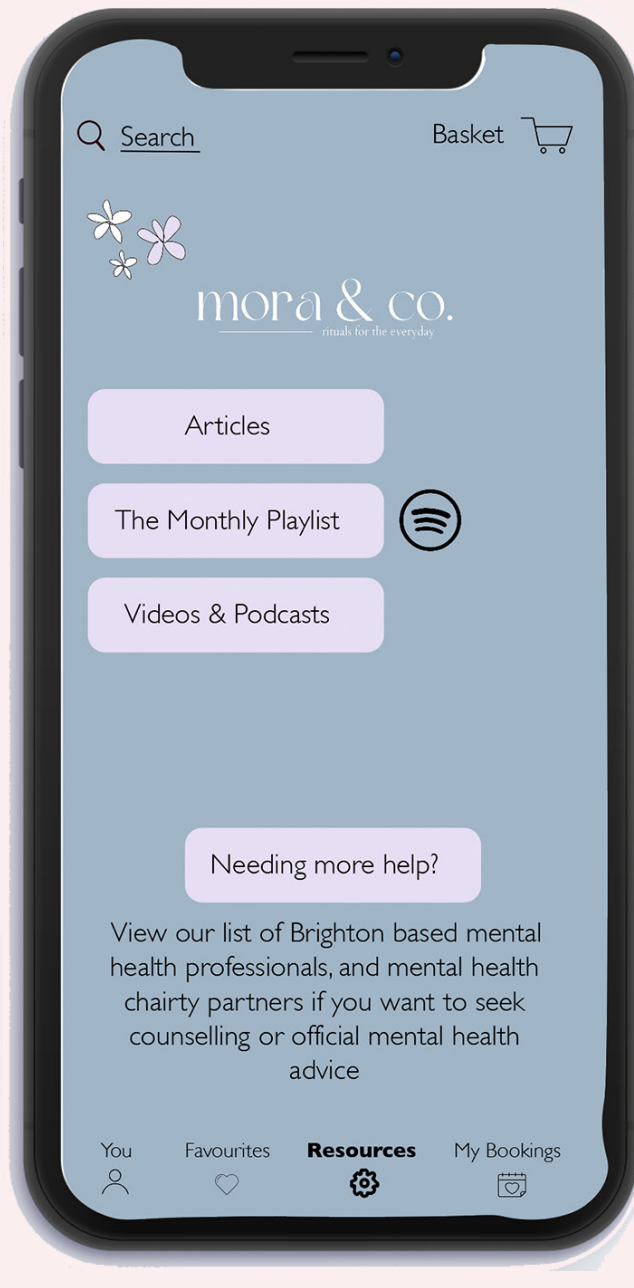 Search
Basket
mora & co.
rituals for the everyday
Articles
The Monthly Playlist
Videos & Podcasts
Needing more help?
View our list of Brighton based mental
health professionals, and mental health
chairty partners if you want to seek
counselling or official mental health
advice
You Favourites Resources My Bookings